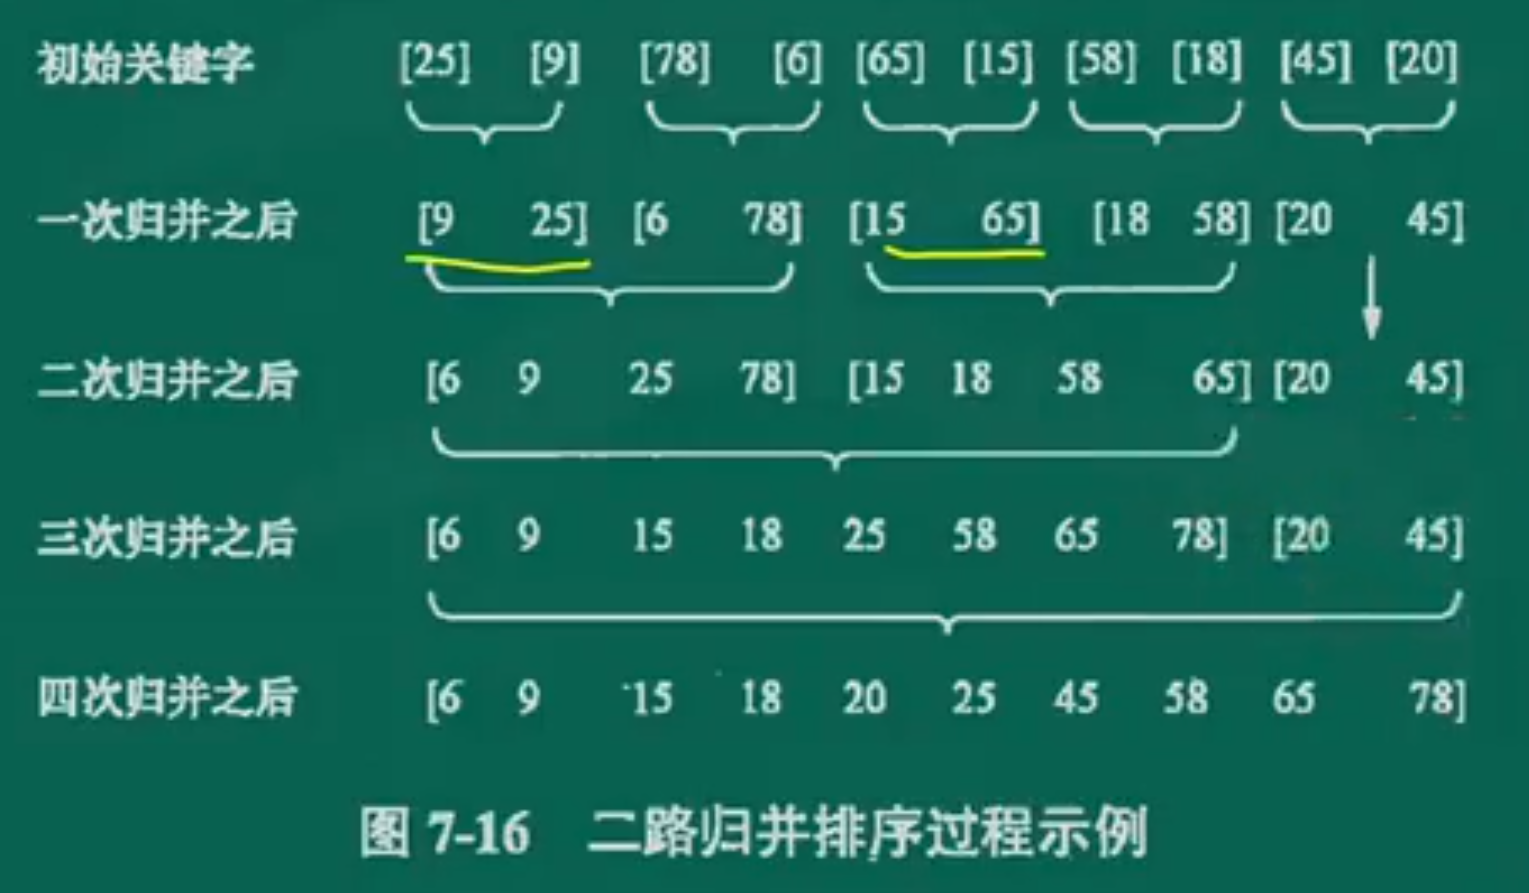 初始关键字 [25] [9] [78] [6] [65] [15] [58] [18] [45] [20]
一次归并之后 [9 25] [6 78] [15 65] [18 58] [20 45]
二次归并之后 [6 9 25 78] [15 18 58 65] [20 45]
三次归并之后 [6 9 15 18 25 58 65 78] [20 45]
四次归并之后 [6 9 15 18 20 25 45 58 65 78]
图 7-16 二路归并排序过程示例